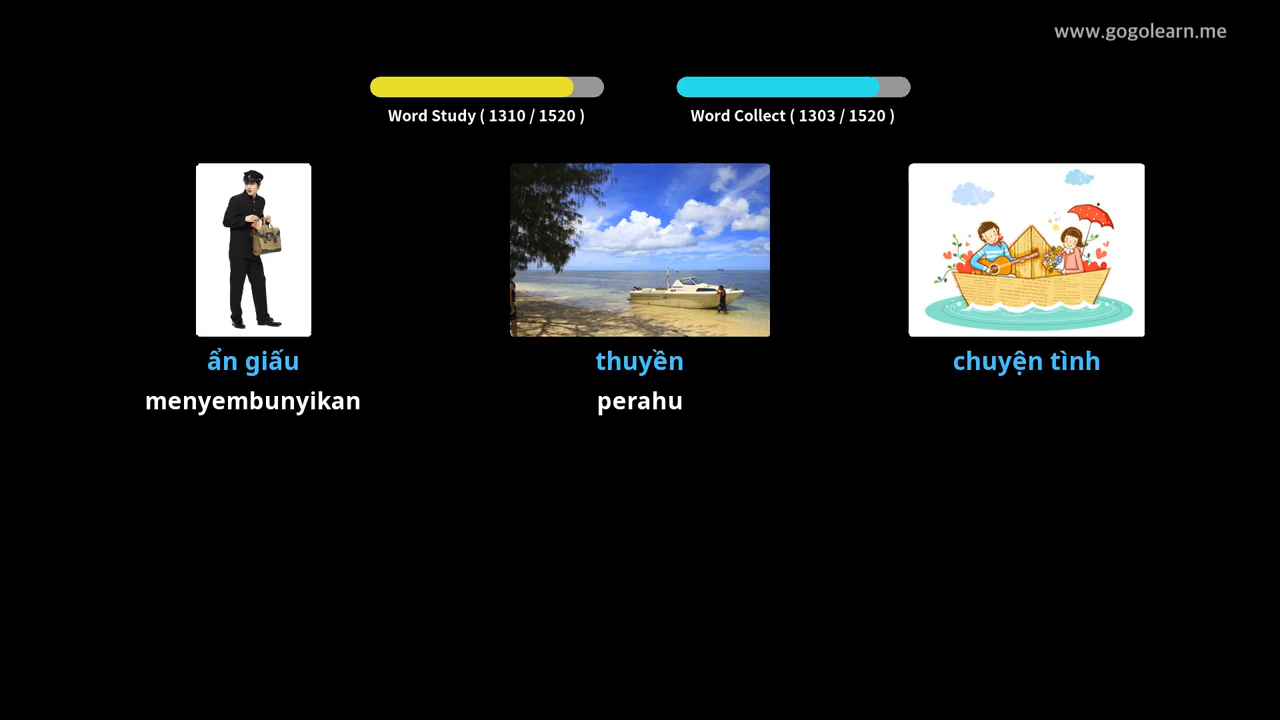 www.gogolearn.me
Word Study ( 1310 / 1520 )
Word Collect ( 1303 / 1520 )
ẩn giấu
thuyền
chuyện tình
menyembunyikan
perahu